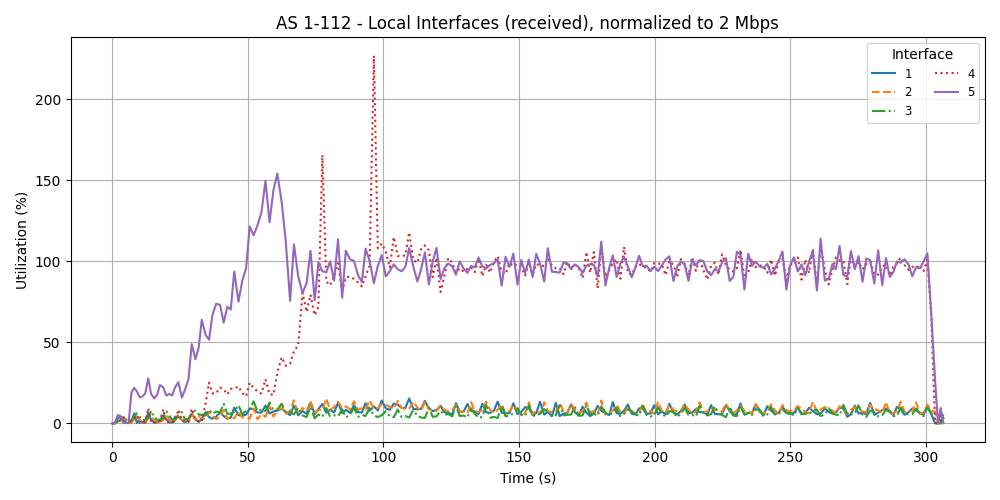 AS 1-112 - Local Interfaces (received), normalized to 2 Mbps
Utilization (%)
200
150
100
50
0
Interface
1
2
3
4
5
0 50 100 150 200 250 300
Time (s)